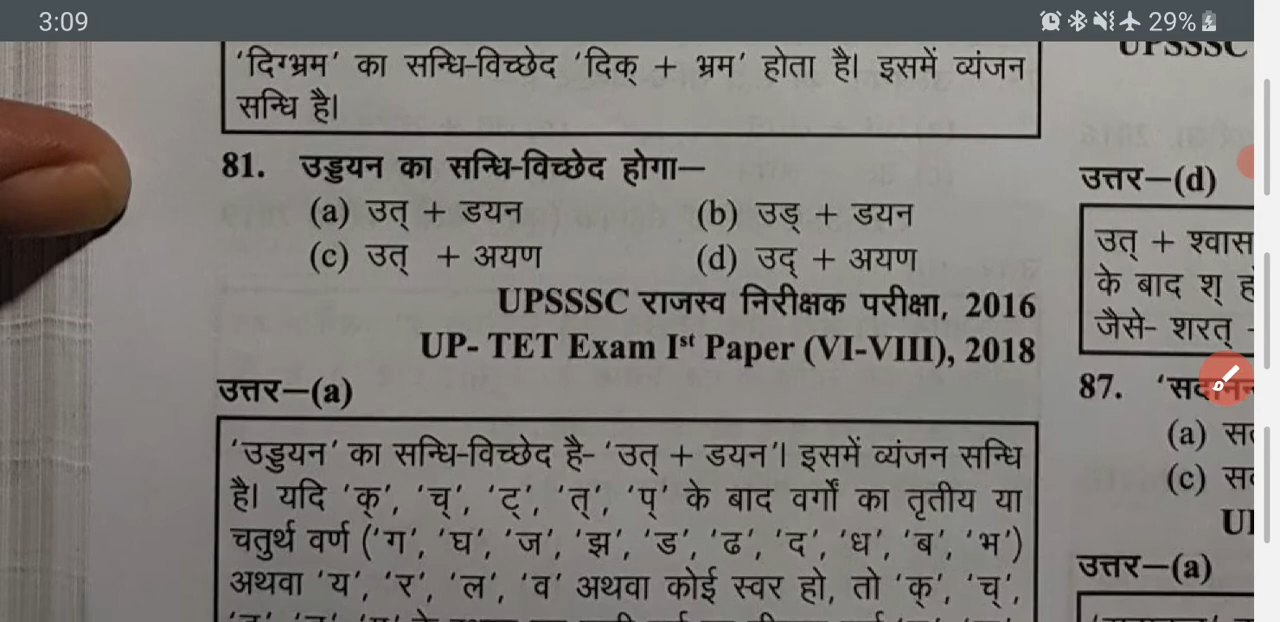 3:09
29%
'दिग्भ्रम' का सन्धि-विच्छेद 'दिक् + भ्रम' होता है। इसमें व्यंजन
सन्धि है।
81. उड्डयन का सन्धि-विच्छेद होगा—
(a) उत् + डयन (b) उड् + डयन
(c) उत् + अयण (d) उद् + अयण
UPSSSC राजस्व निरीक्षक परीक्षा, 2016
UP- TET Exam Iˢᵗ Paper (VI-VIII), 2018
उत्तर—(a)
'उड्डयन' का सन्धि-विच्छेद है- 'उत् + डयन'। इसमें व्यंजन सन्धि
है। यदि 'क्', 'च्', 'ट्', 'त्', 'प्' के बाद वर्गों का तृतीय या
चतुर्थ वर्ण ('ग', 'घ', 'ज', 'झ', 'ड', 'ढ', 'द', 'ध', 'ब', 'भ')
अथवा 'य', 'र', 'ल', 'व' अथवा कोई स्वर हो, तो 'क्', 'च्',
UPSSSC
उत्तर—(d)
उत् + श्वास
के बाद श्
जैसे- शरत्
87.
(a)
(c)
उत्तर—(a)